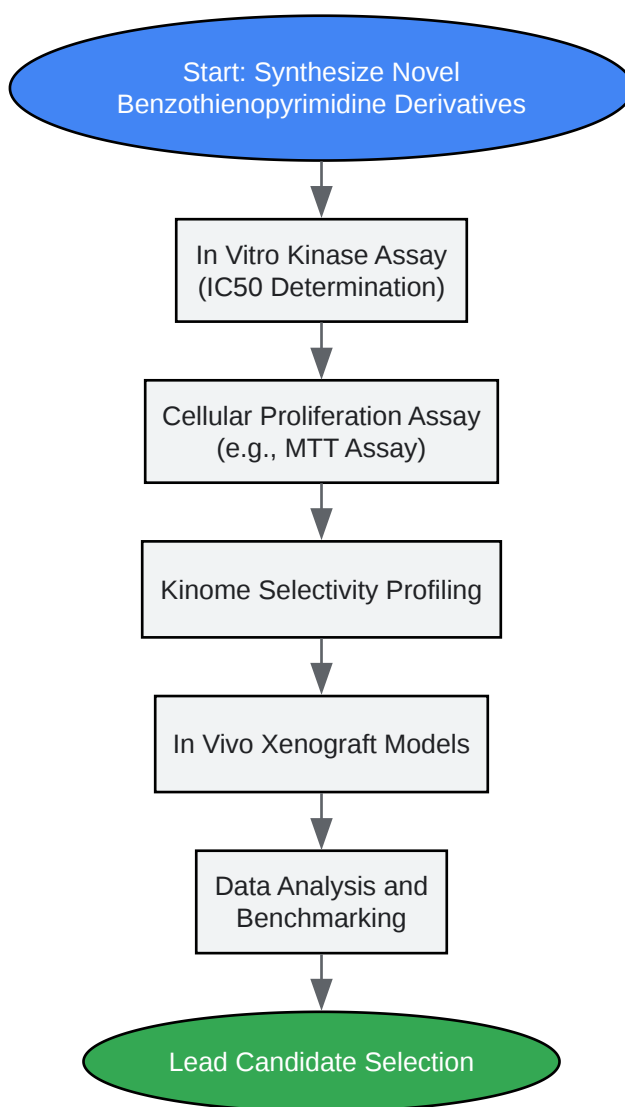 Start: Synthesize Novel
Benzothienopyrimidine Derivatives
In Vitro Kinase Assay
(IC50 Determination)
Cellular Proliferation Assay
(e.g., MTT Assay)
Kinome Selectivity Profiling
In Vivo Xenograft Models
Data Analysis and
Benchmarking
Lead Candidate Selection